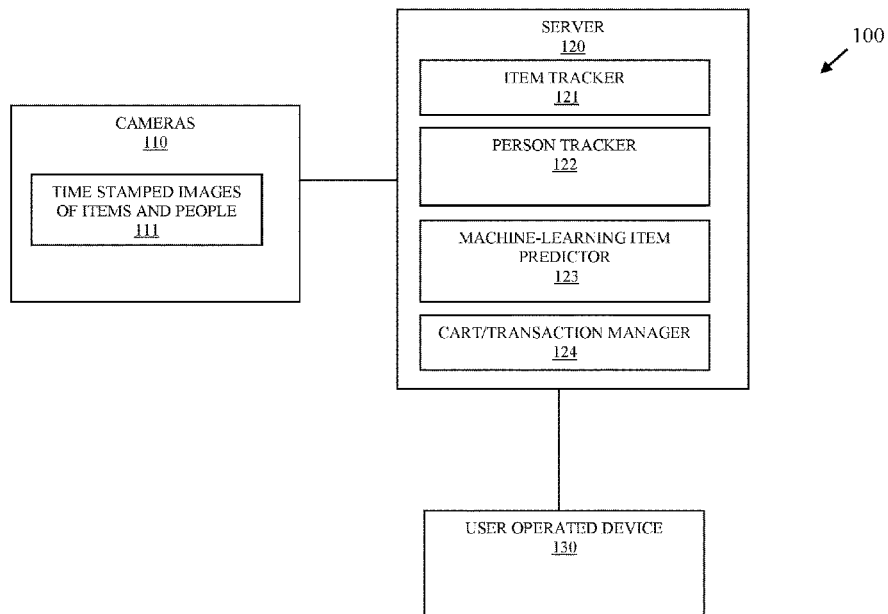 100
SERVER
120
ITEM TRACKER
121
PERSON TRACKER
122
MACHINE-LEARNING ITEM
PREDICTOR
123
CART/TRANSACTION MANAGER
124
CAMERAS
110
TIME STAMPED IMAGES
OF ITEMS AND PEOPLE
111
USER OPERATED DEVICE
130